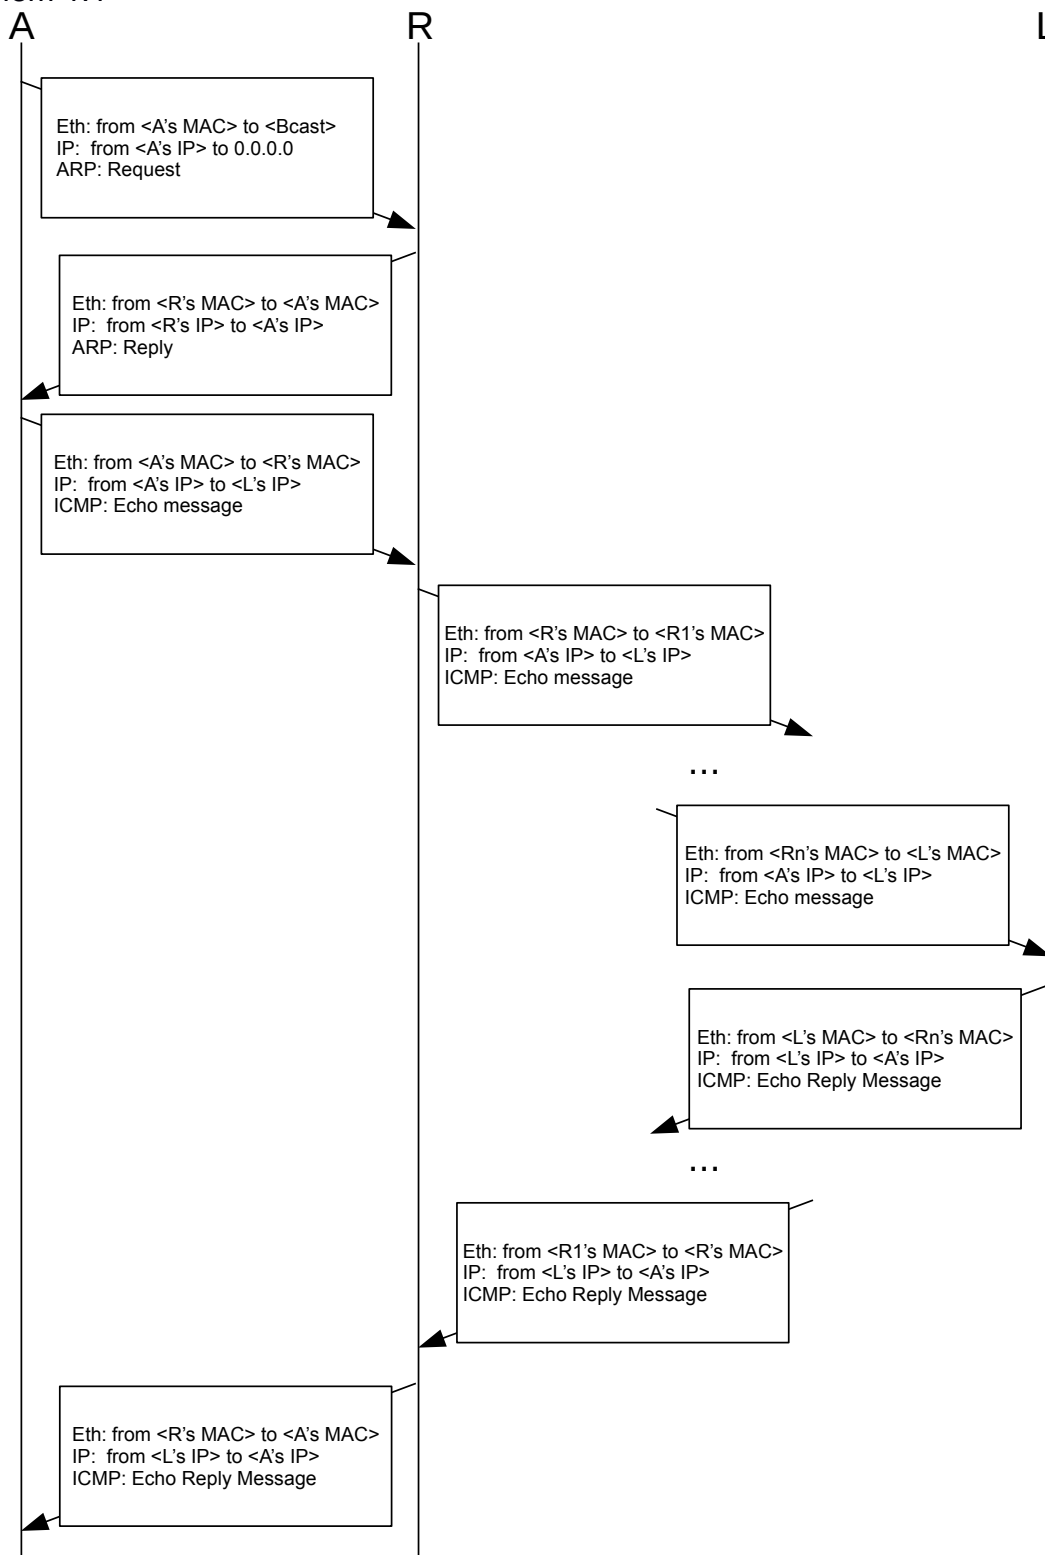 A
R
Eth: from <A's MAC> to <Bcast>
IP:  from <A's IP> to 0.0.0.0
ARP: Request
Eth: from <R's MAC> to <A's MAC>
IP:  from <R's IP> to <A's IP>
ARP: Reply
Eth: from <A's MAC> to <R's MAC>
IP:  from <A's IP> to <L's IP>
ICMP: Echo message
Eth: from <R's MAC> to <R1's MAC>
IP:  from <A's IP> to <L's IP>
ICMP: Echo message
...
Eth: from <Rn's MAC> to <L's MAC>
IP:  from <A's IP> to <L's IP>
ICMP: Echo message
Eth: from <L's MAC> to <Rn's MAC>
IP:  from <L's IP> to <A's IP>
ICMP: Echo Reply Message
...
Eth: from <R1's MAC> to <R's MAC>
IP:  from <L's IP> to <A's IP>
ICMP: Echo Reply Message
Eth: from <R's MAC> to <A's MAC>
IP:  from <L's IP> to <A's IP>
ICMP: Echo Reply Message